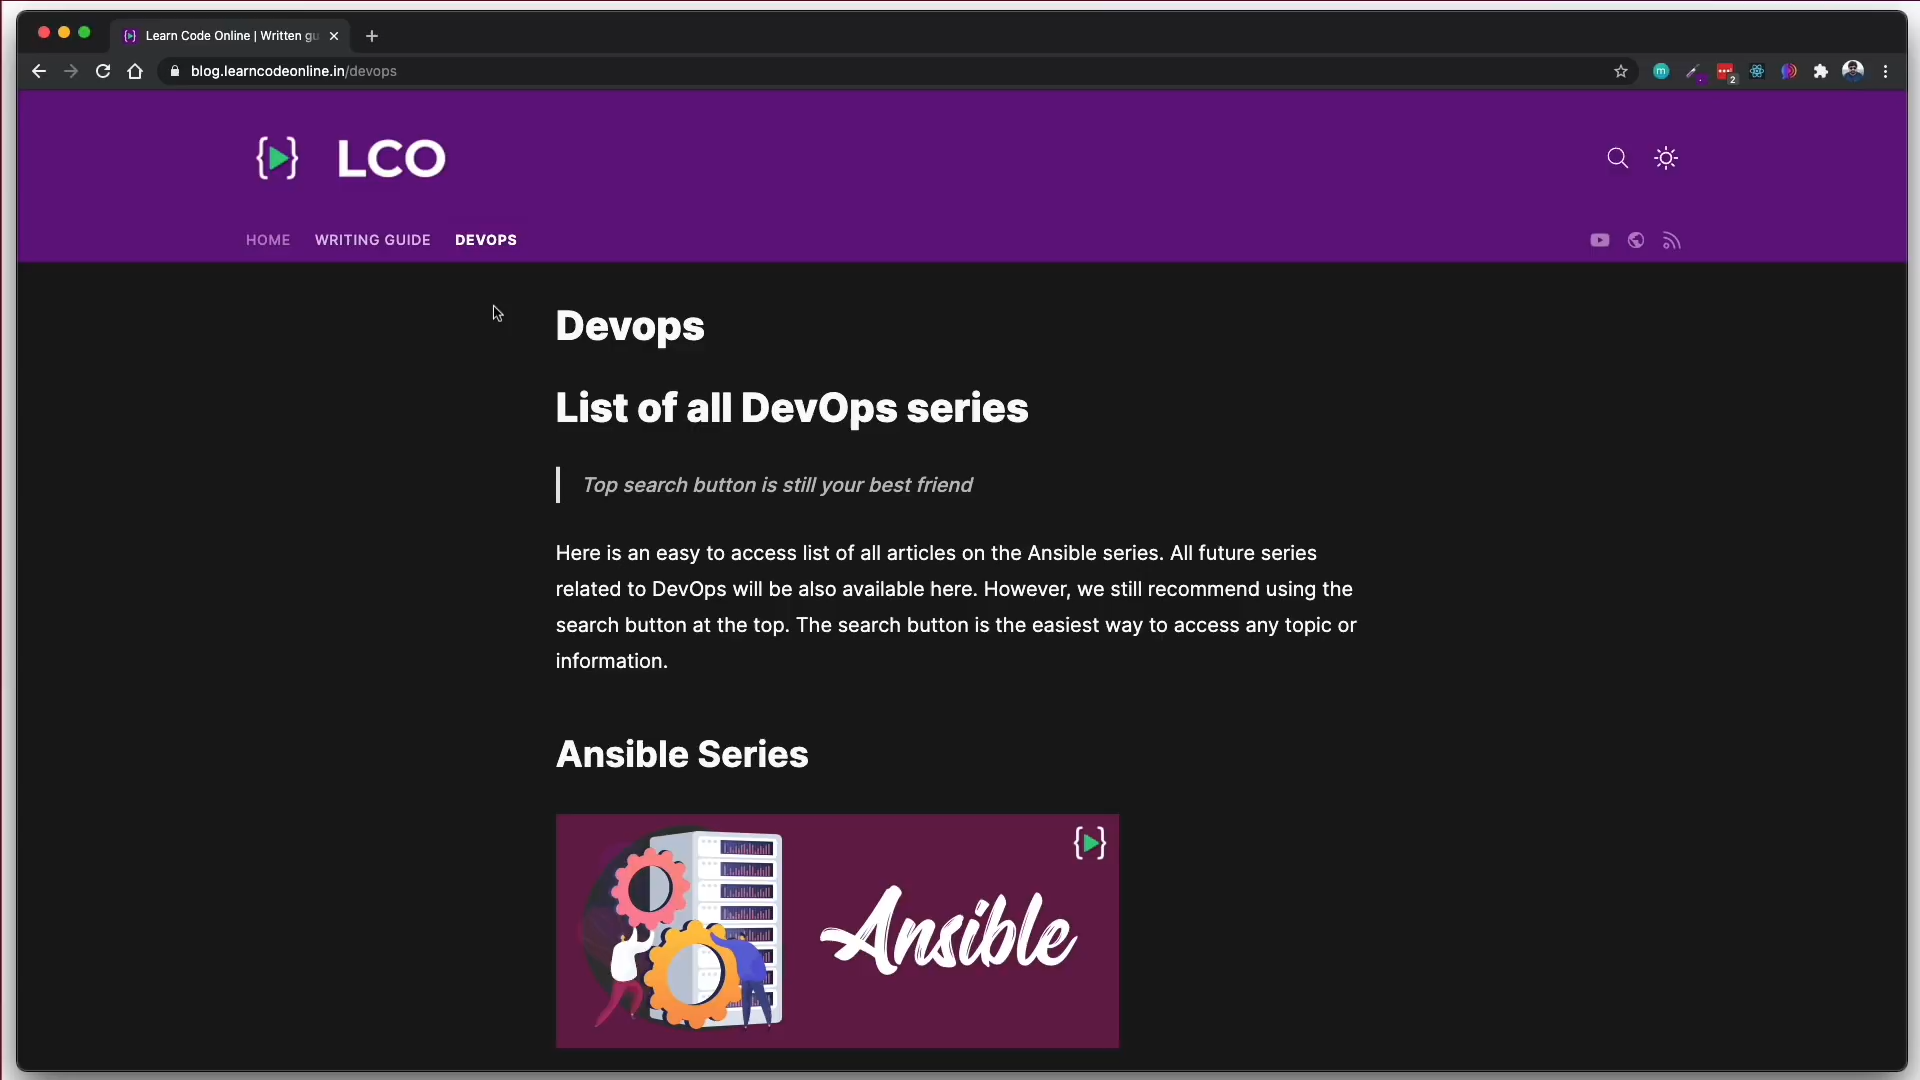 Learn Code Online | Written gu
blog.learncodeonline.in/devops
m
2
LCO
HOME WRITING GUIDE DEVOPS
Devops
List of all DevOps series
Top search button is still your best friend
Here is an easy to access list of all articles on the Ansible series. All future series
related to DevOps will be also available here. However, we still recommend using the
search button at the top. The search button is the easiest way to access any topic or
information.
Ansible Series
Ansible